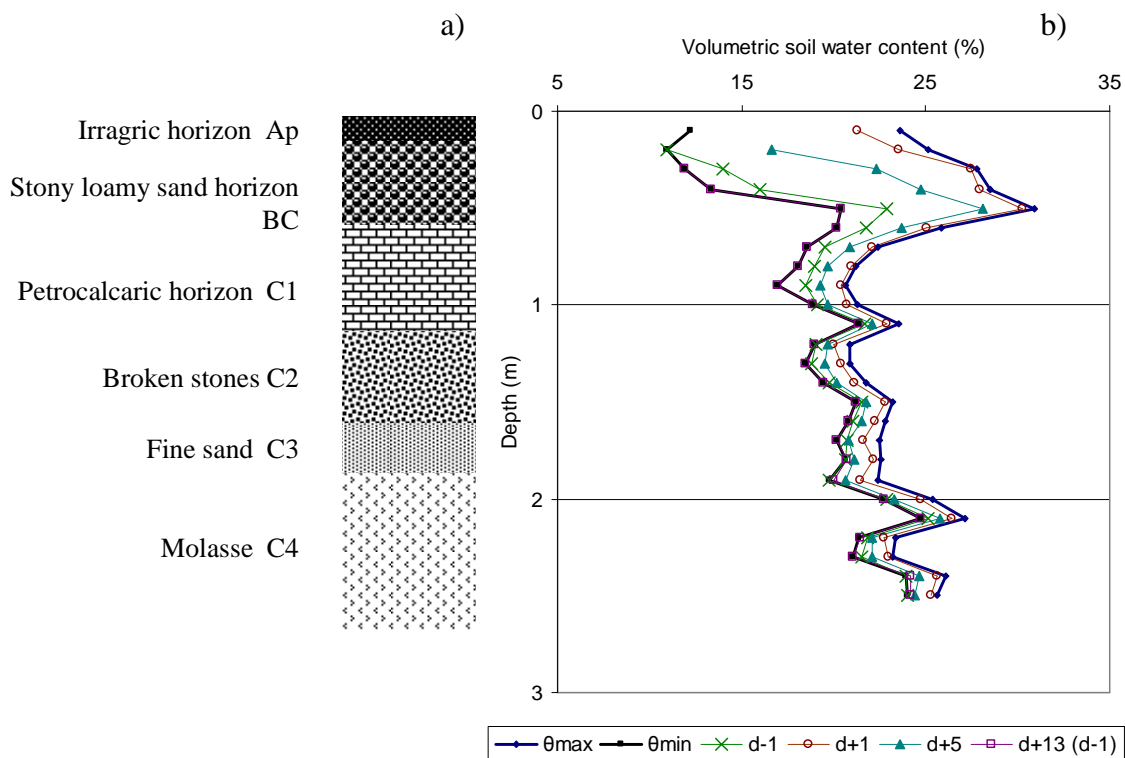 a)
b)
Volumetric soil water content (%)
5 15 25 35
0
Irragric horizon Ap
Stony loamy sand horizon
BC
Petrocalcaric horizon C1
1
Broken stones C2
Depth (m)
Fine sand C3
2
Molasse C4
3
θmax θmin d-1 d+1 d+5 d+13 (d-1)